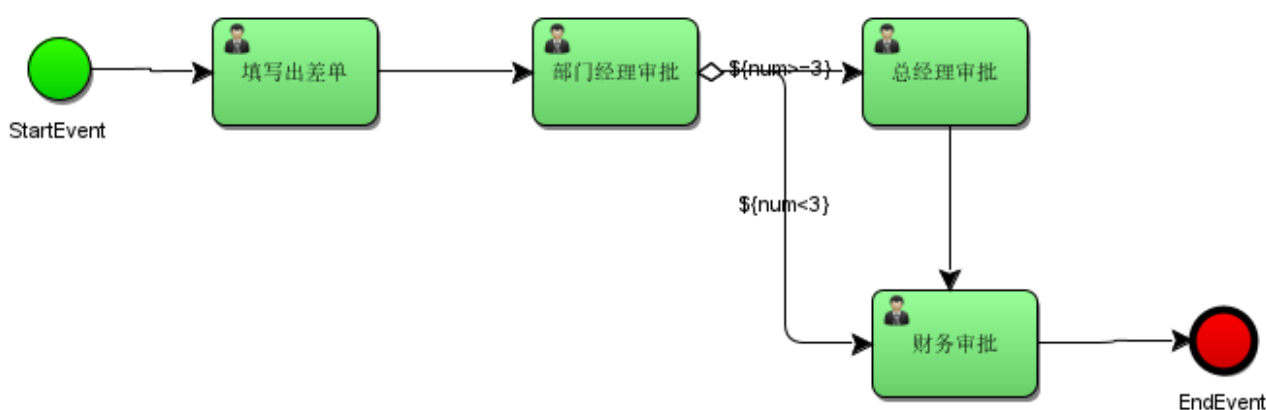 填写出差单
部门经理审批
${num>=3}
总经理审批
StartEvent
${num<3}
财务审批
EndEvent